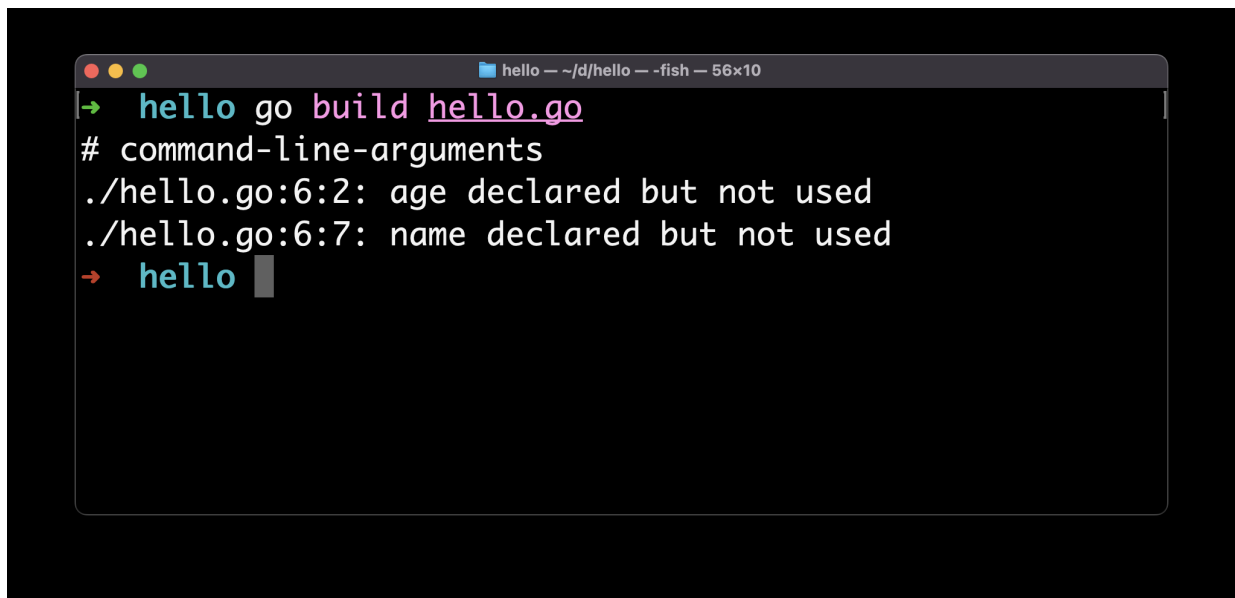 hello — ~/d/hello — -fish — 56×10
→ hello go build hello.go
# command-line-arguments
./hello.go:6:2: age declared but not used
./hello.go:6:7: name declared but not used
→ hello